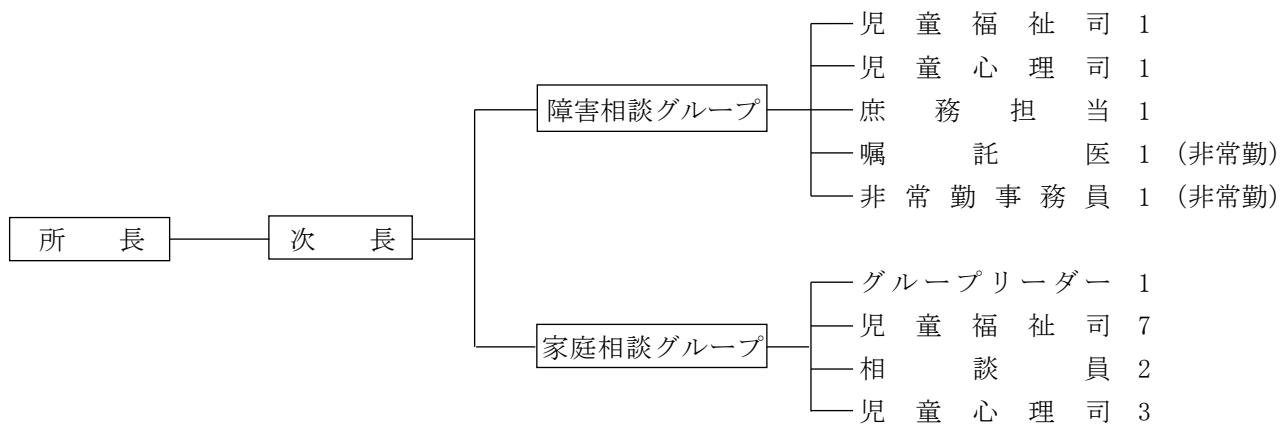 児童福祉司 1
児童心理司 1
障害相談グループ
庶務担当 1
嘱託医 1 (非常勤)
非常勤事務員 1 (非常勤)
所長
次長
グループリーダー 1
児童福祉司 7
家庭相談グループ
相談員 2
児童心理司 3